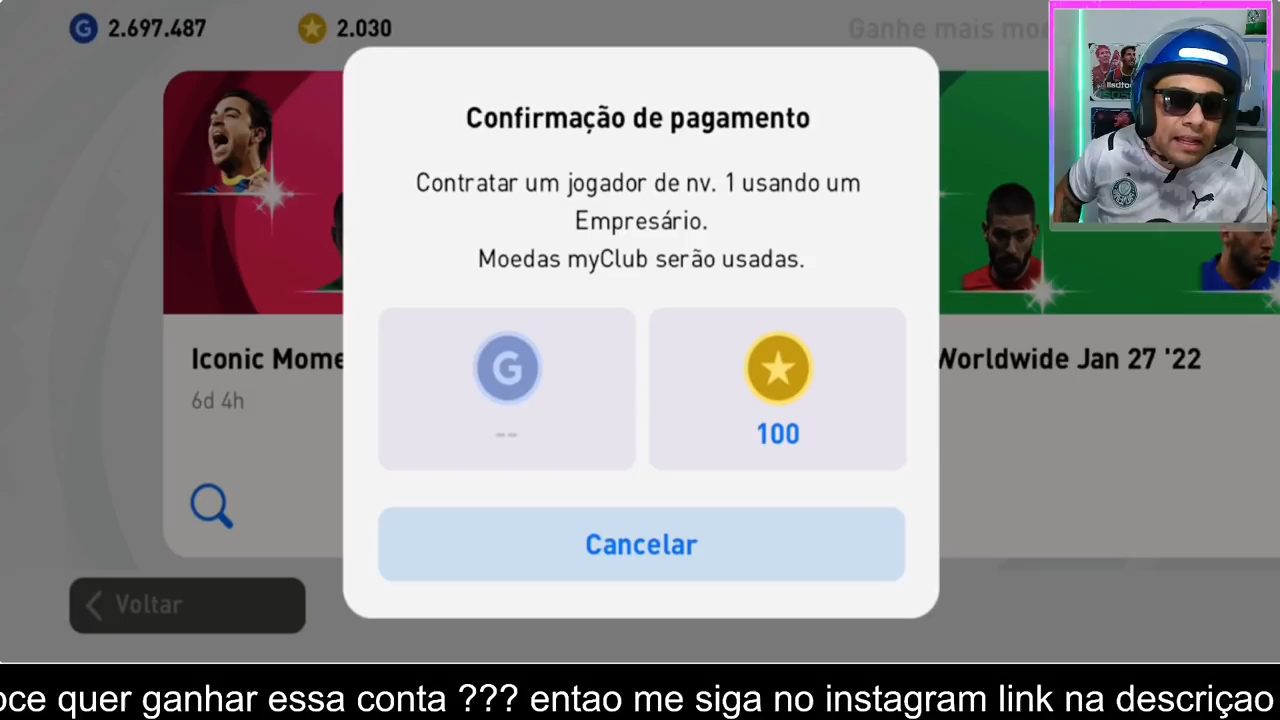 2.697.487
2.030
Ganhe mais mo
Confirmação de pagamento
Contratar um jogador de nv. 1 usando um
Empresário.
Moedas myClub serão usadas.
G
--
100
Iconic Mome
6d 4h
Worldwide Jan 27 '22
Cancelar
Voltar
oce quer ganhar essa conta ??? entao me siga no instagram link na descriçao